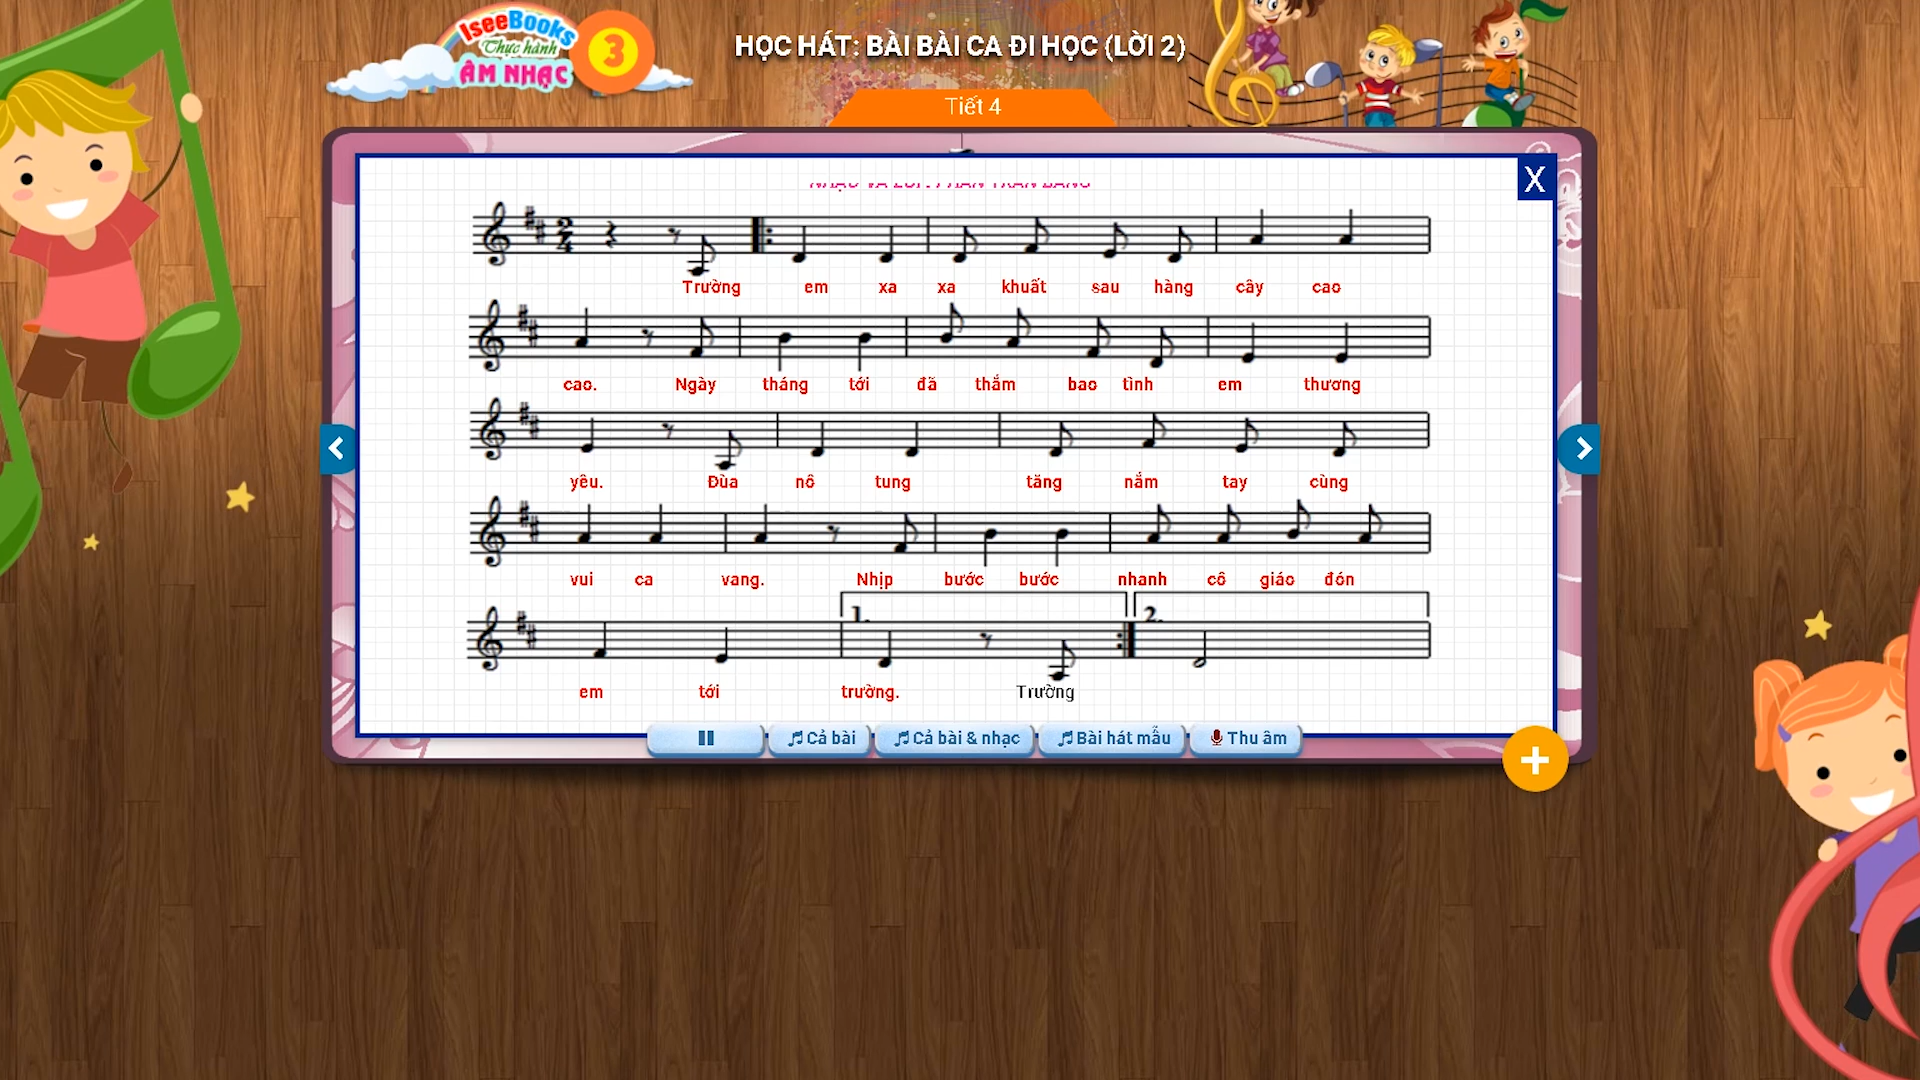 IseeBooks
Thực hành
ÂM NHẠC
3
HỌC HÁT: BÀI BÀI CA ĐI HỌC (LỜI 2)
Tiết 4
X
2
4
Trường em xa xa khuất sau hàng cây cao
cao. Ngày tháng tới đã thắm bao tình em thương
yêu. Đùa nô tung tăng nắm tay cùng
vui ca vang. Nhịp bước bước nhanh cô giáo đón
1. 2.
em tới trường. Trường
Cả bài
Cả bài & nhạc
Bài hát mẫu
Thu âm
+